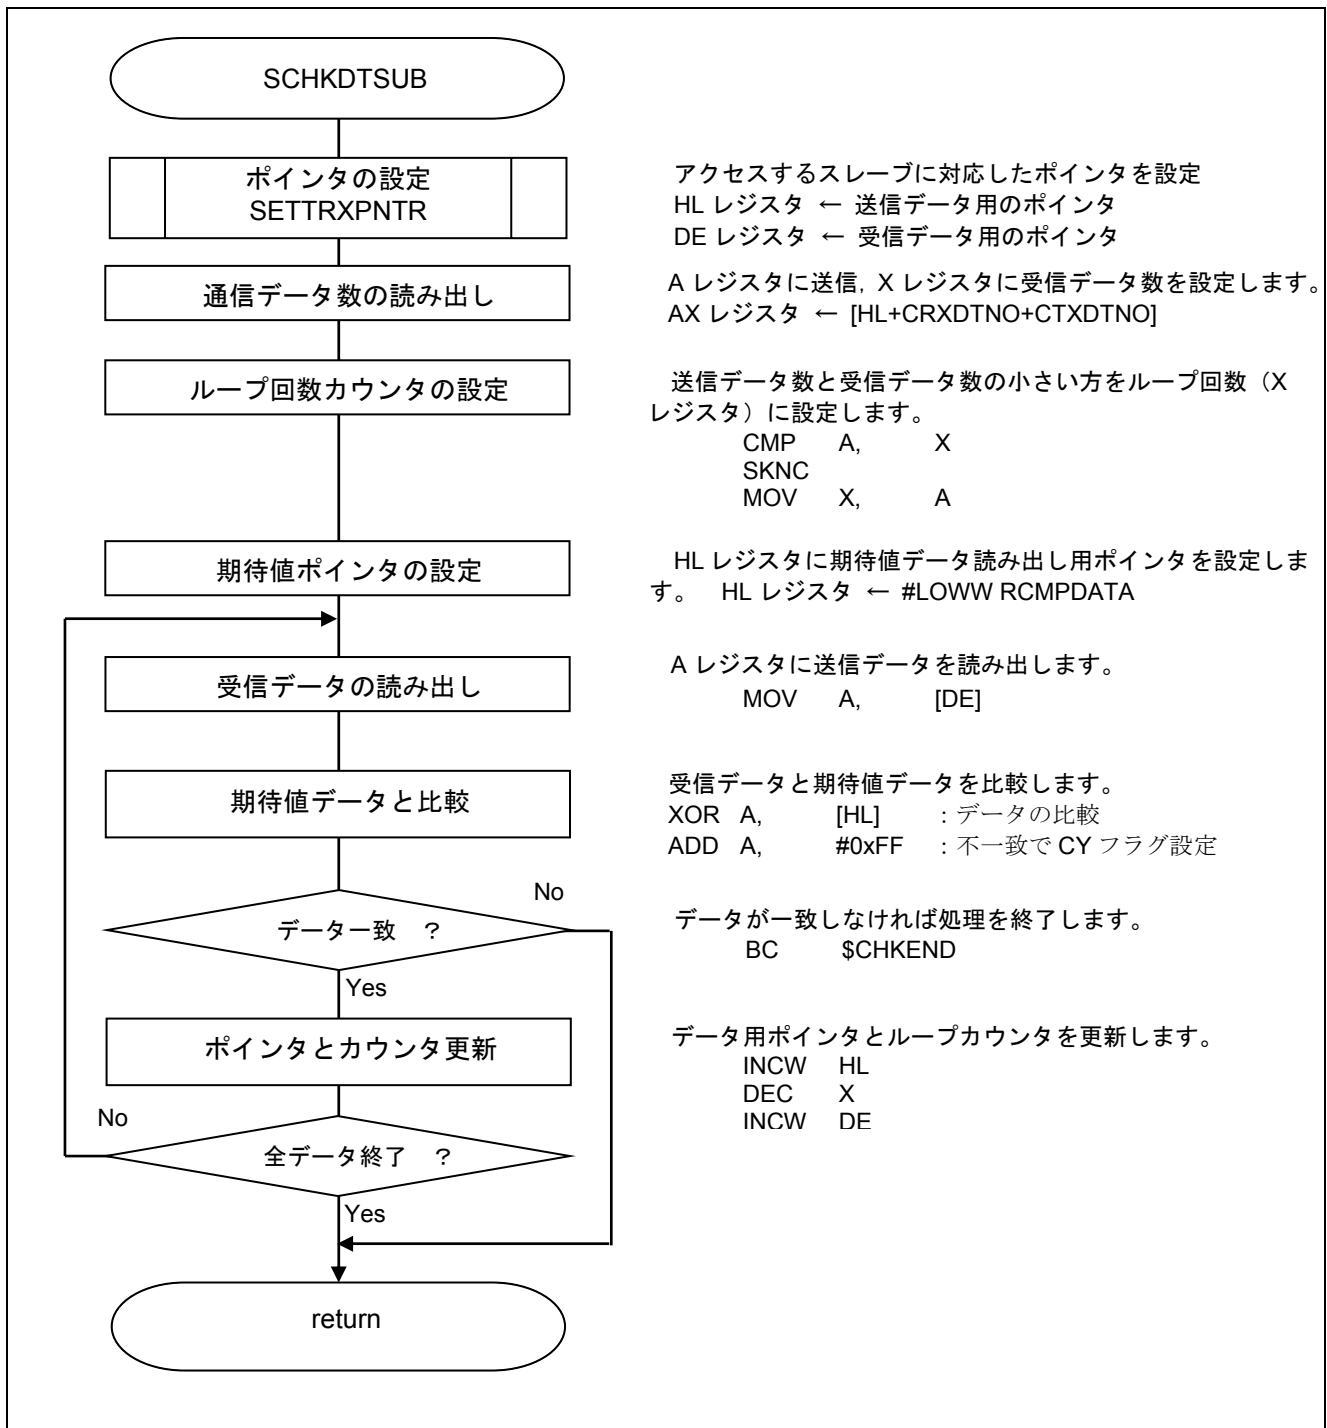 SCHKDTSUB
ポインタの設定
SETTRXPNTR
アクセスするスレーブに対応したポインタを設定
HL レジスタ ← 送信データ用のポインタ
DE レジスタ ← 受信データ用のポインタ
通信データ数の読み出し
A レジスタに送信, X レジスタに受信データ数を設定します。
AX レジスタ ← [HL+CRXDTNO+CTXDTNO]
ループ回数カウンタの設定
送信データ数と受信データ数の小さい方をループ回数（X
レジスタ）に設定します。
CMP A, X
SKNC
MOV X, A
期待値ポインタの設定
HL レジスタに期待値データ読み出し用ポインタを設定しま
す。 HL レジスタ ← #LOWW RCMPDATA
受信データの読み出し
A レジスタに送信データを読み出します。
MOV A, [DE]
期待値データと比較
受信データと期待値データを比較します。
XOR A, [HL] : データの比較
ADD A, #0xFF : 不一致で CY フラグ設定
No
データ一致 ？
データが一致しなければ処理を終了します。
BC $CHKEND
Yes
ポインタとカウンタ更新
データ用ポインタとループカウンタを更新します。
INCW HL
DEC X
INCW DE
No
全データ終了 ？
Yes
return